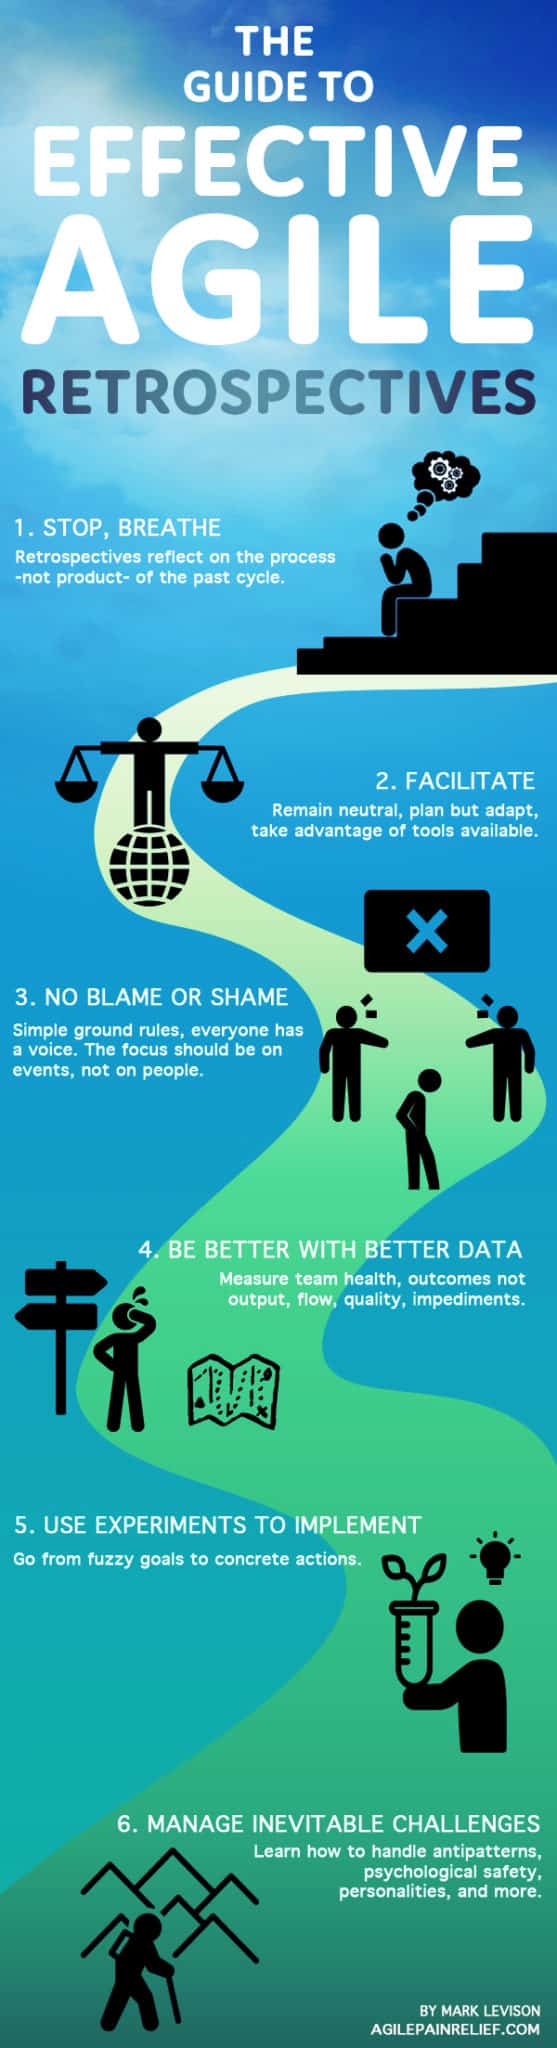 THE
GUIDE TO
EFFECTIVE
AGILE
RETROSPECTIVES
1. STOP, BREATHE
Retrospectives reflect on the process
-not product- of the past cycle.
2. FACILITATE
Remain neutral, plan but adapt,
take advantage of tools available.
3. NO BLAME OR SHAME
Simple ground rules, everyone has
a voice. The focus should be on
events, not on people.
4. BE BETTER WITH BETTER DATA
Measure team health, outcomes not
output, flow, quality, impediments.
5. USE EXPERIMENTS TO IMPLEMENT
Go from fuzzy goals to concrete actions.
6. MANAGE INEVITABLE CHALLENGES
Learn how to handle antipatterns,
psychological safety,
personalities, and more.
BY MARK LEVISON
AGILEPAINRELIEF.COM